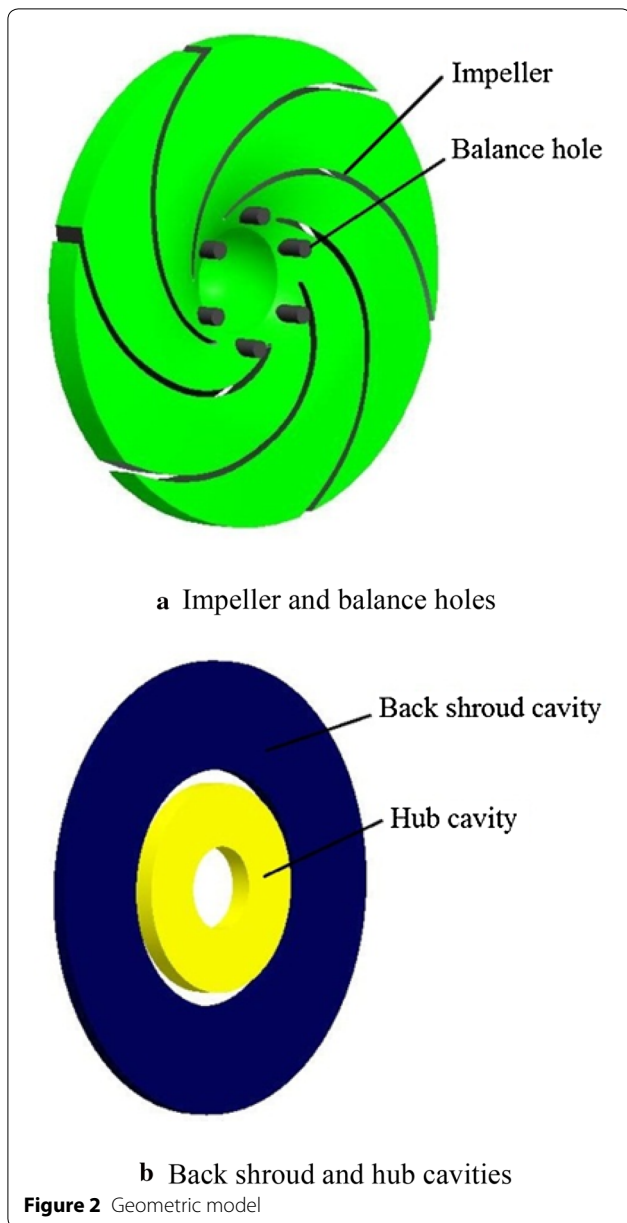 Impeller
Balance hole
a Impeller and balance holes
Back shroud cavity
Hub cavity
b Back shroud and hub cavities
Figure 2 Geometric model